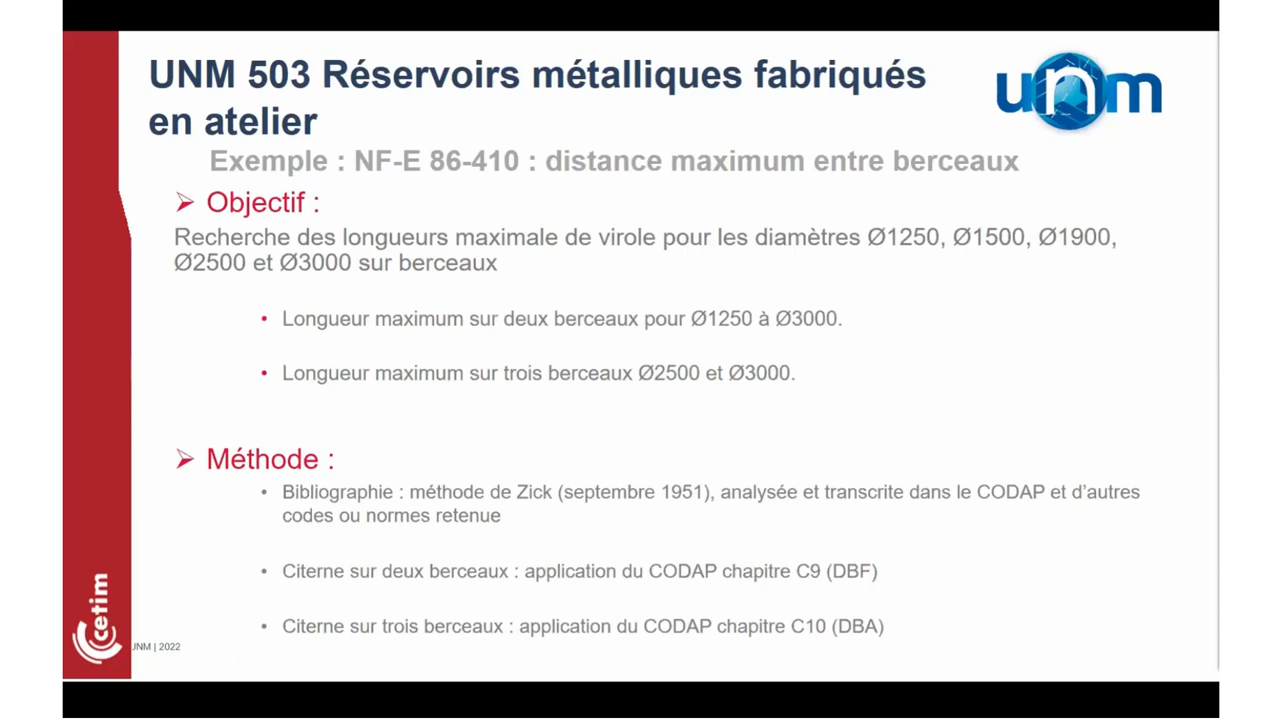 UNM 503 Réservoirs métalliques fabriqués
en atelier
unm
Exemple : NF-E 86-410 : distance maximum entre berceaux
Objectif :
Recherche des longueurs maximale de virole pour les diamètres Ø1250, Ø1500, Ø1900,
Ø2500 et Ø3000 sur berceaux
• Longueur maximum sur deux berceaux pour Ø1250 à Ø3000.
• Longueur maximum sur trois berceaux Ø2500 et Ø3000.
Méthode :
• Bibliographie : méthode de Zick (septembre 1951), analysée et transcrite dans le CODAP et d'autres
codes ou normes retenue
• Citerne sur deux berceaux : application du CODAP chapitre C9 (DBF)
• Citerne sur trois berceaux : application du CODAP chapitre C10 (DBA)
cetim
UNM | 2022